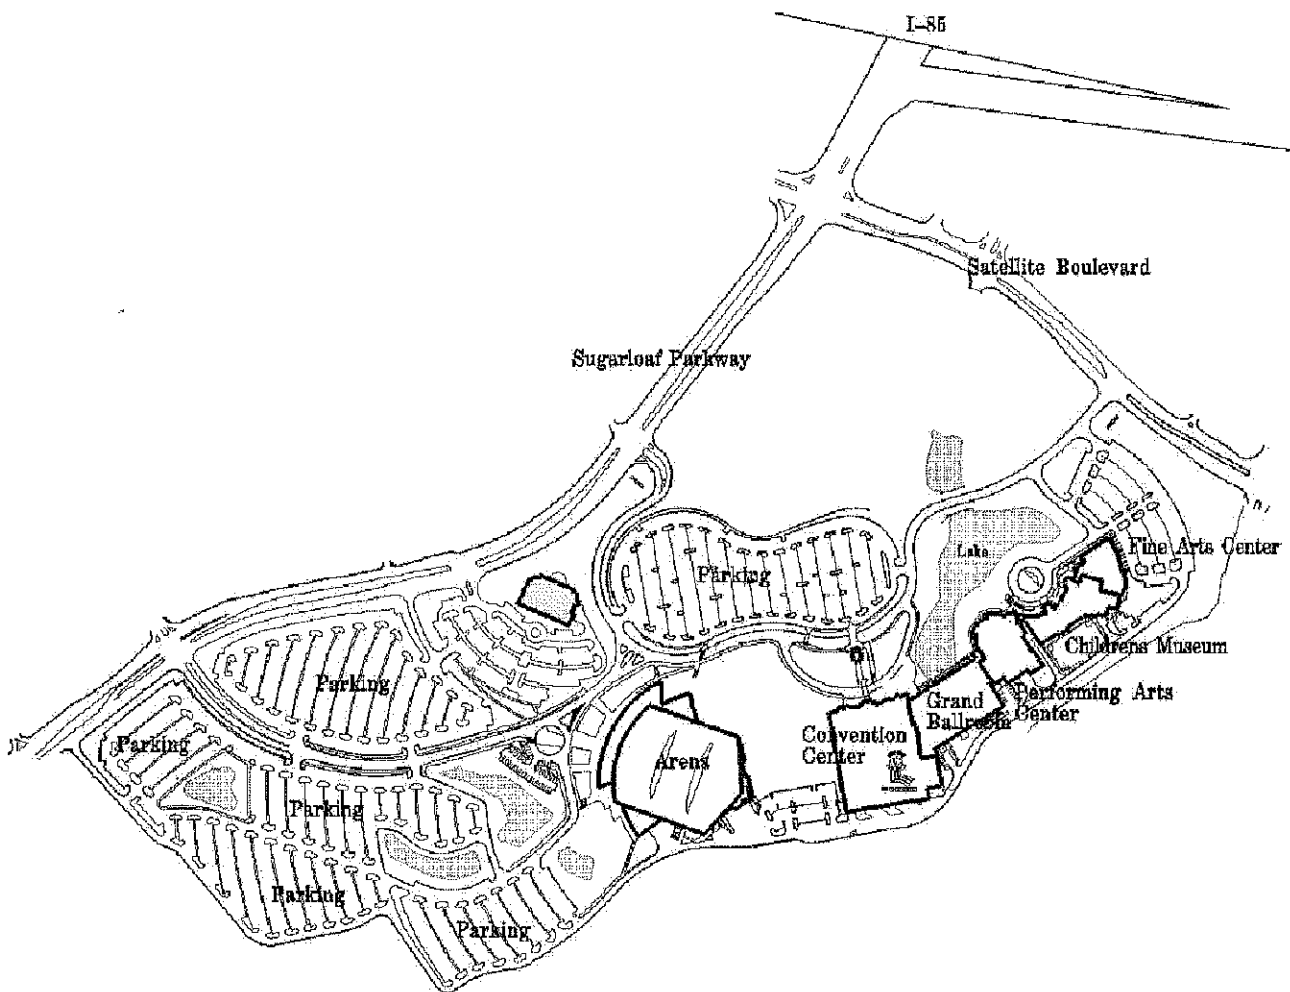 I-85
Satellite Boulevard
Sugarloaf Parkway
Lake
Fine Arts Center
Parking
Childrens Museum
Parking
Performing Arts
Center
Grand
Ballroom
Convention
Center
Parking
Arena
Parking
Parking
Parking